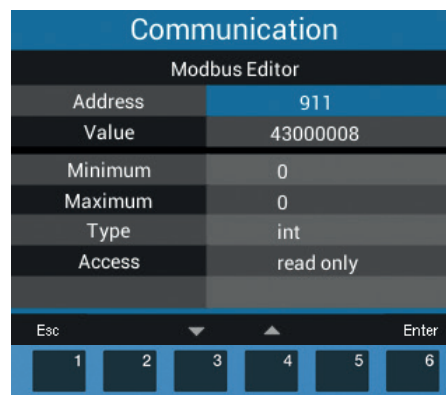 Communication
Modbus Editor
Address 911
Value 43000008
Minimum 0
Maximum 0
Type int
Access read only
Esc Enter
1 2 3 4 5 6